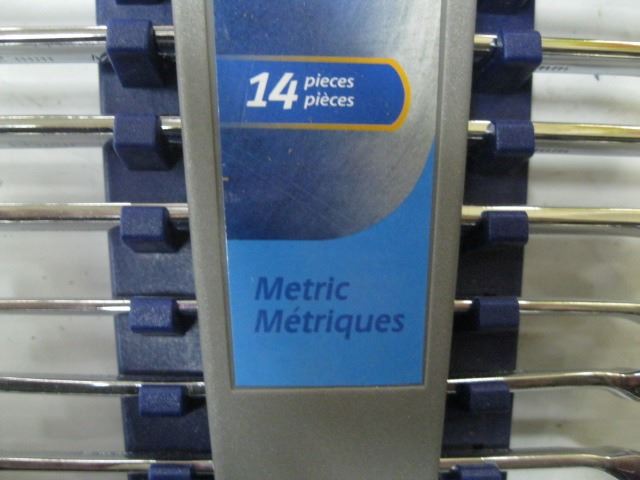 14 pieces
pièces
Metric
Métriques